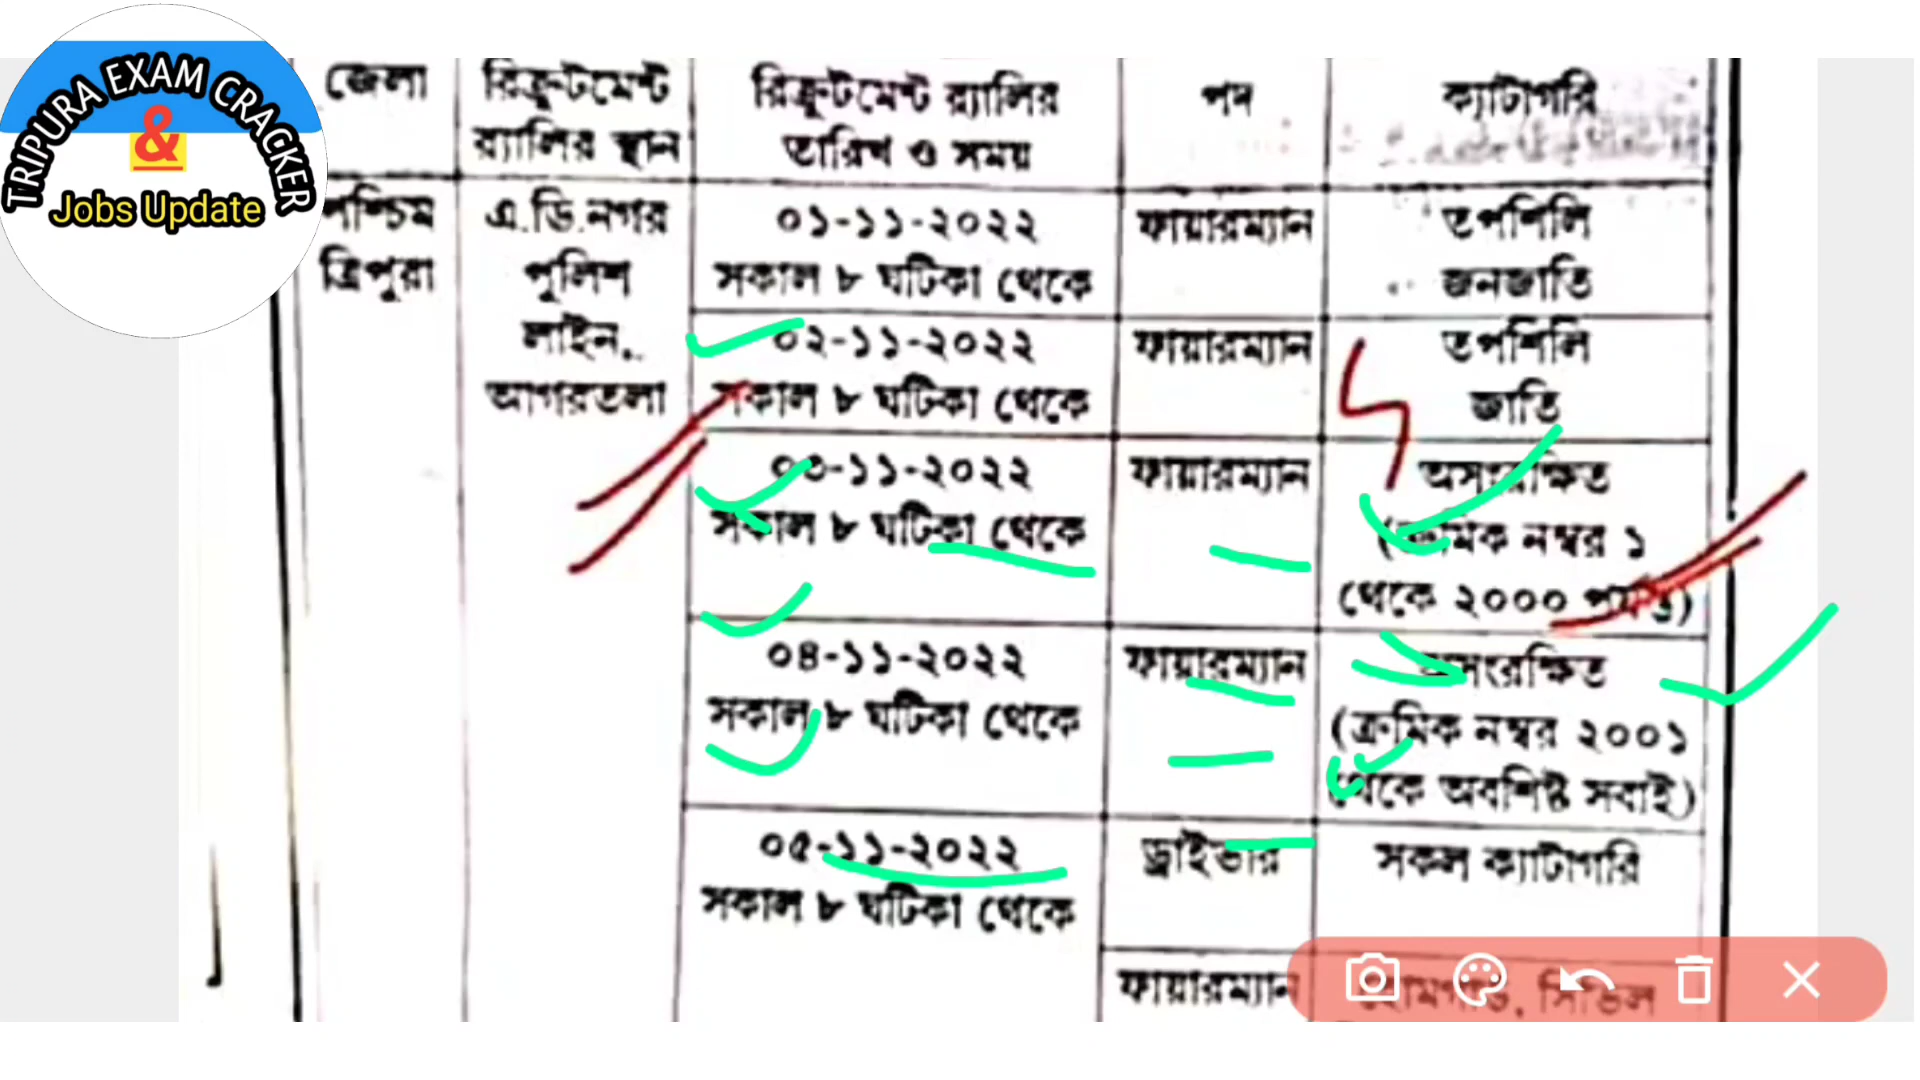 TRIPURA EXAM CRACKER
&
Jobs Update
জেলা
রিক্রুটমেন্ট
র‍্যালির স্থান
রিক্রুটমেন্ট র‍্যালির
তারিখ ও সময়
পদ
ক্যাটাগরি
পশ্চিম
ত্রিপুরা
এ.ডি.নগর
পুলিশ
লাইন,
আগরতলা
০১-১১-২০২২
সকাল ৮ ঘটিকা থেকে
ফায়ারম্যান
তপশিলি
জনজাতি
০২-১১-২০২২
সকাল ৮ ঘটিকা থেকে
ফায়ারম্যান
তপশিলি
জাতি
০৩-১১-২০২২
সকাল ৮ ঘটিকা থেকে
ফায়ারম্যান
অসংরক্ষিত
(ক্রমিক নম্বর ১
থেকে ২০০০ পর্যন্ত)
০৪-১১-২০২২
সকাল ৮ ঘটিকা থেকে
ফায়ারম্যান
অসংরক্ষিত
(ক্রমিক নম্বর ২০০১
থেকে অবশিষ্ট সবাই)
০৫-১১-২০২২
সকাল ৮ ঘটিকা থেকে
ড্রাইভার
সকল ক্যাটাগরি
ফায়ারম্যান
হোমগার্ড, সিভিল